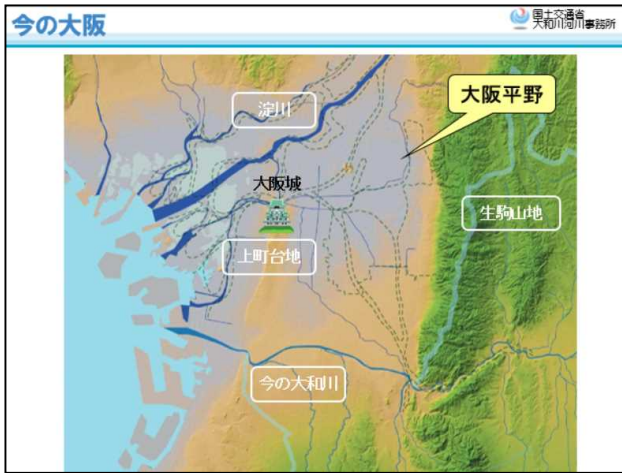 今の大阪
国土交通省
大和川河川事務所
淀川
大阪平野
大阪城
生駒山地
上町台地
今の大和川